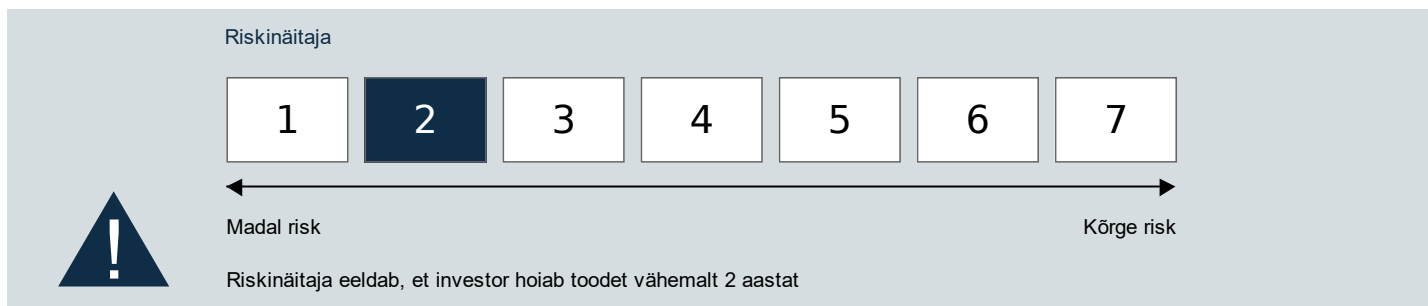 Riskinäitaja
1 2 3 4 5 6 7
Madal risk Kõrge risk
!
Riskinäitaja eeldab, et investor hoiab toodet vähemalt 2 aastat